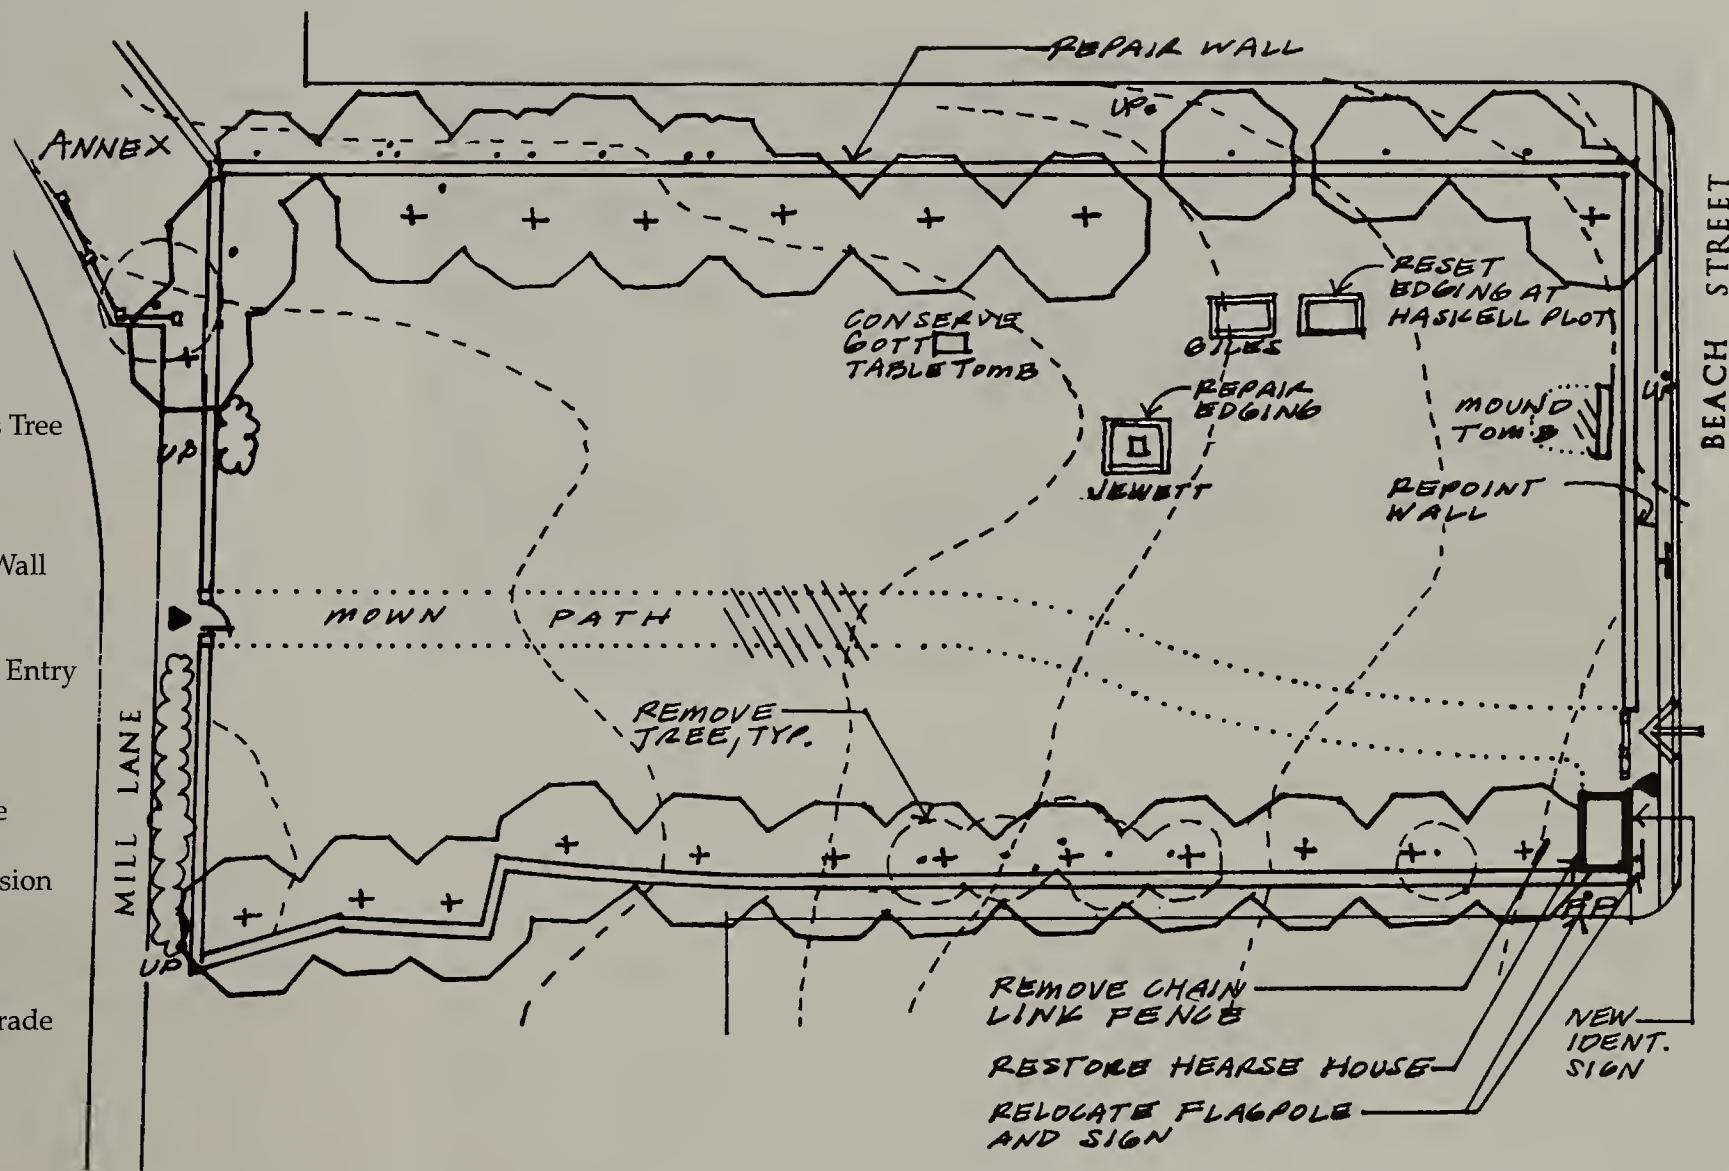 REPAIR WALL
UP
ANNEX
RESET
EDGING AT
HASKELL PLOT
CONSERVE
GOTT
TABLE TOMB
GILES
REPAIR
EDGING
JEWETT
MOUND
TOMB
UP
REPOINT
WALL
BEACH STREET
s Tree
UP
Wall
MOWN PATH
Entry
REMOVE
TREE, TYP.
MILL LANE
e
sion
UP
FP
rade
REMOVE CHAIN
LINK FENCE
NEW
IDENT.
SIGN
RESTORE HEARSE HOUSE
RELOCATE FLAGPOLE
AND SIGN